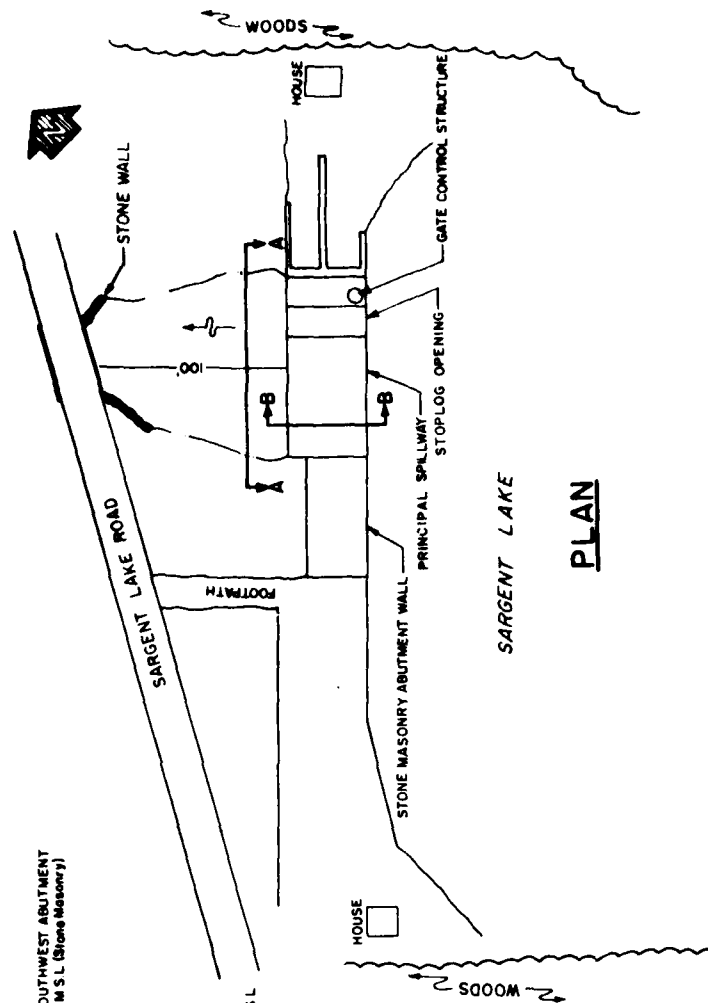 WOODS
HOUSE
N
STONE WALL
GATE CONTROL STRUCTURE
A
A
100'
B
B
STOPLOG OPENING
PRINCIPAL SPILLWAY
SARGENT LAKE ROAD
FOOTPATH
STONE MASONRY ABUTMENT WALL
SARGENT LAKE
PLAN
OUTHWEST ABUTMENT
M S L (Stone Masonry)
S L
HOUSE
WOODS